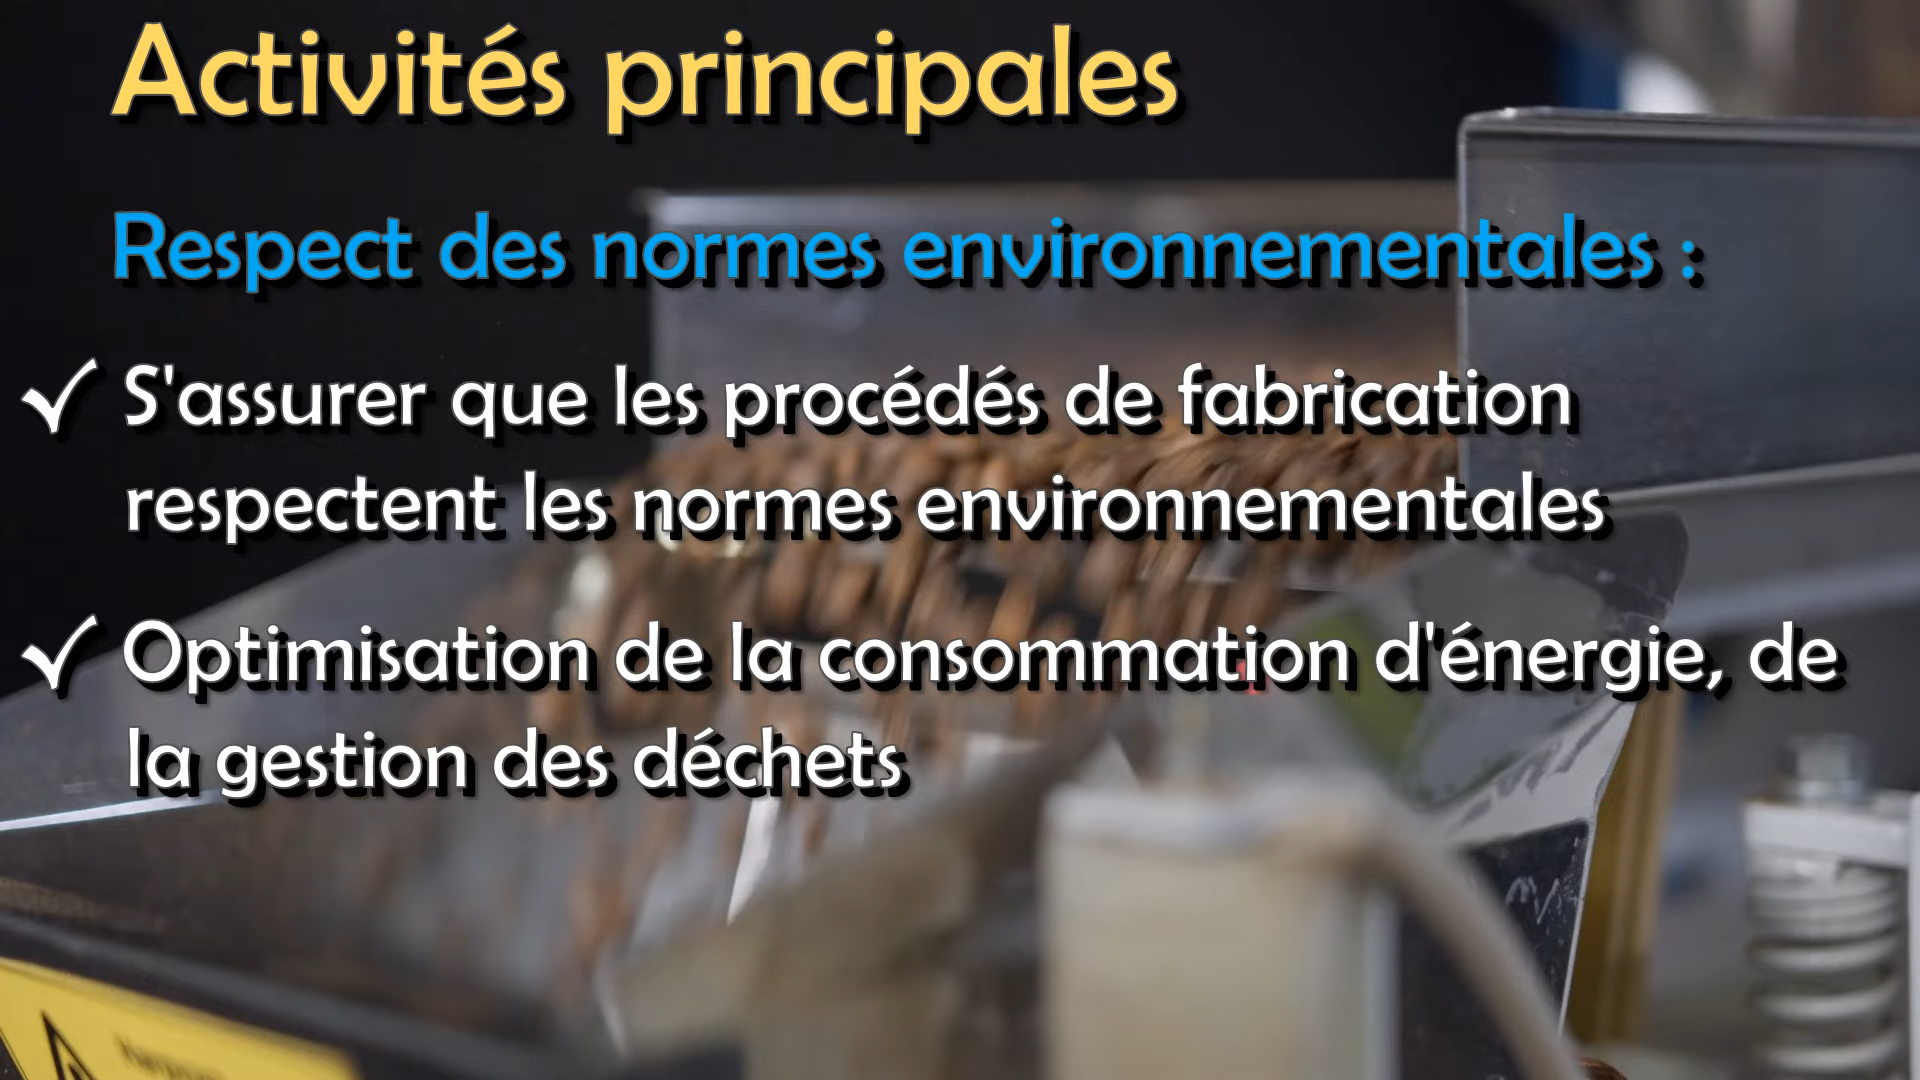 Activités principales
Respect des normes environnementales :
✓ S'assurer que les procédés de fabrication
respectent les normes environnementales
✓ Optimisation de la consommation d'énergie, de
la gestion des déchets